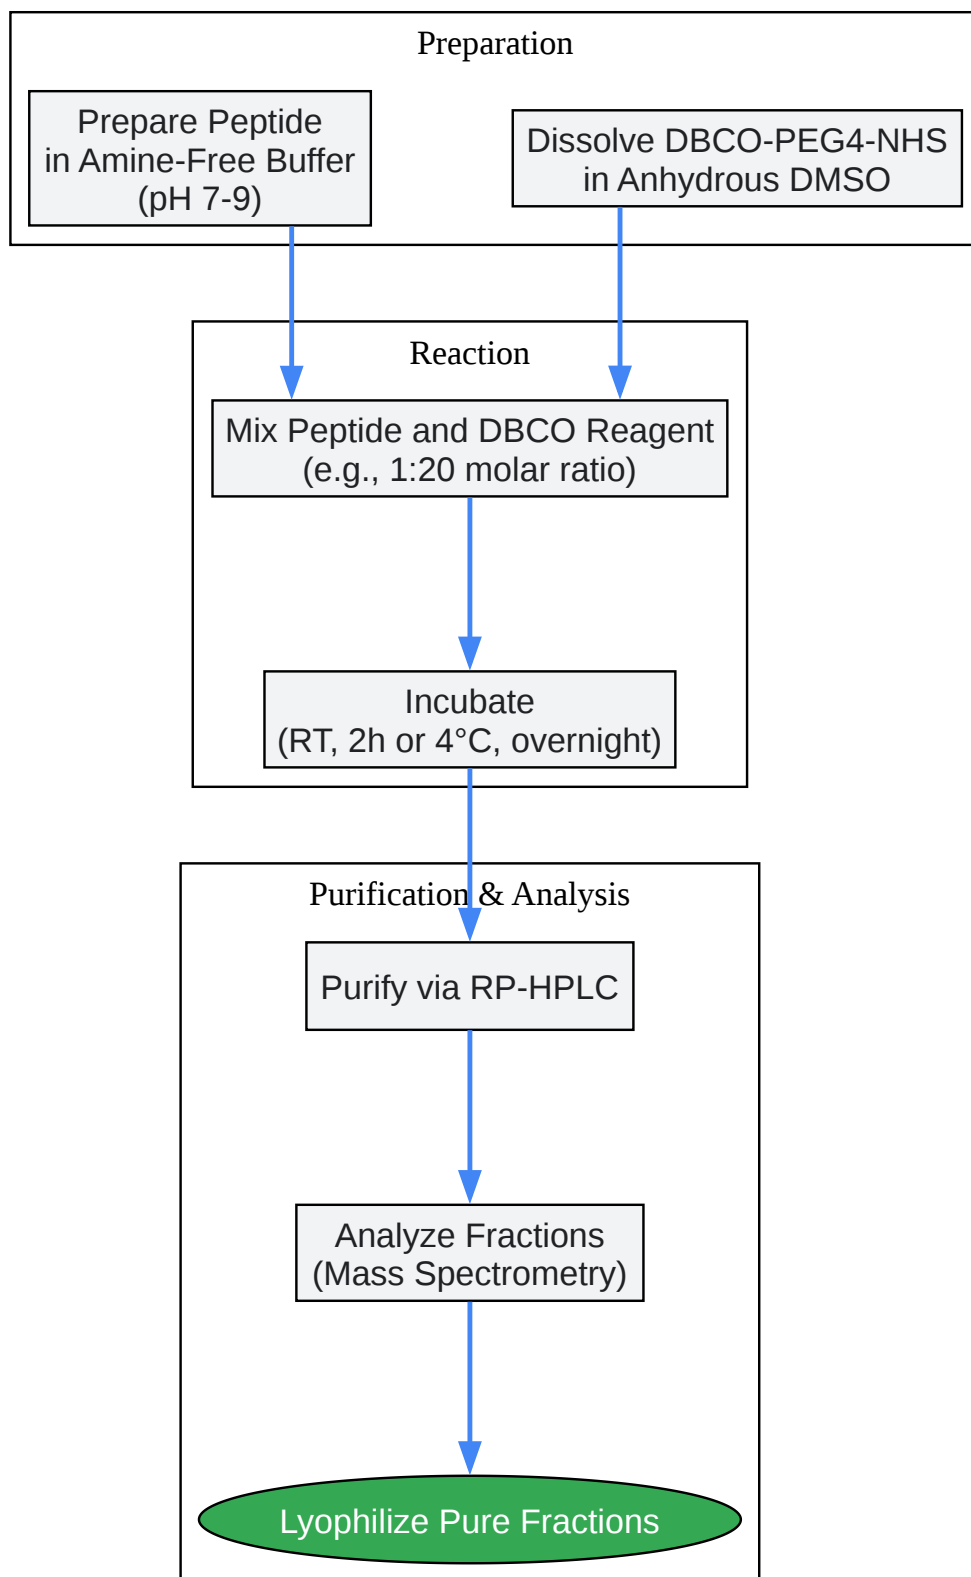 Preparation
Prepare Peptide
in Amine-Free Buffer
(pH 7-9)
Dissolve DBCO-PEG4-NHS
in Anhydrous DMSO
Reaction
Mix Peptide and DBCO Reagent
(e.g., 1:20 molar ratio)
Incubate
(RT, 2h or 4°C, overnight)
Purification & Analysis
Purify via RP-HPLC
Analyze Fractions
(Mass Spectrometry)
Lyophilize Pure Fractions